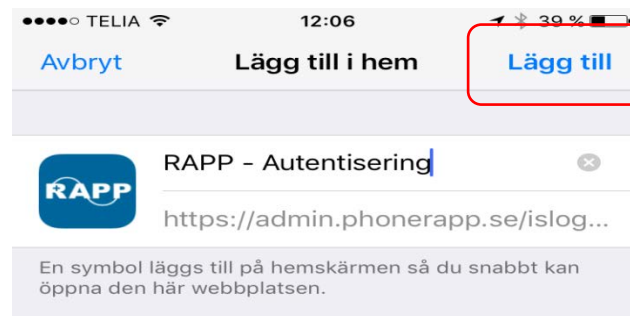 TELIA 12:06 39 %
Avbryt Lägg till i hem Lägg till
RAPP - Autentisering
RAPP
https://admin.phonerapp.se/islog...
En symbol läggs till på hemskärmen så du snabbt kan
öppna den här webbplatsen.